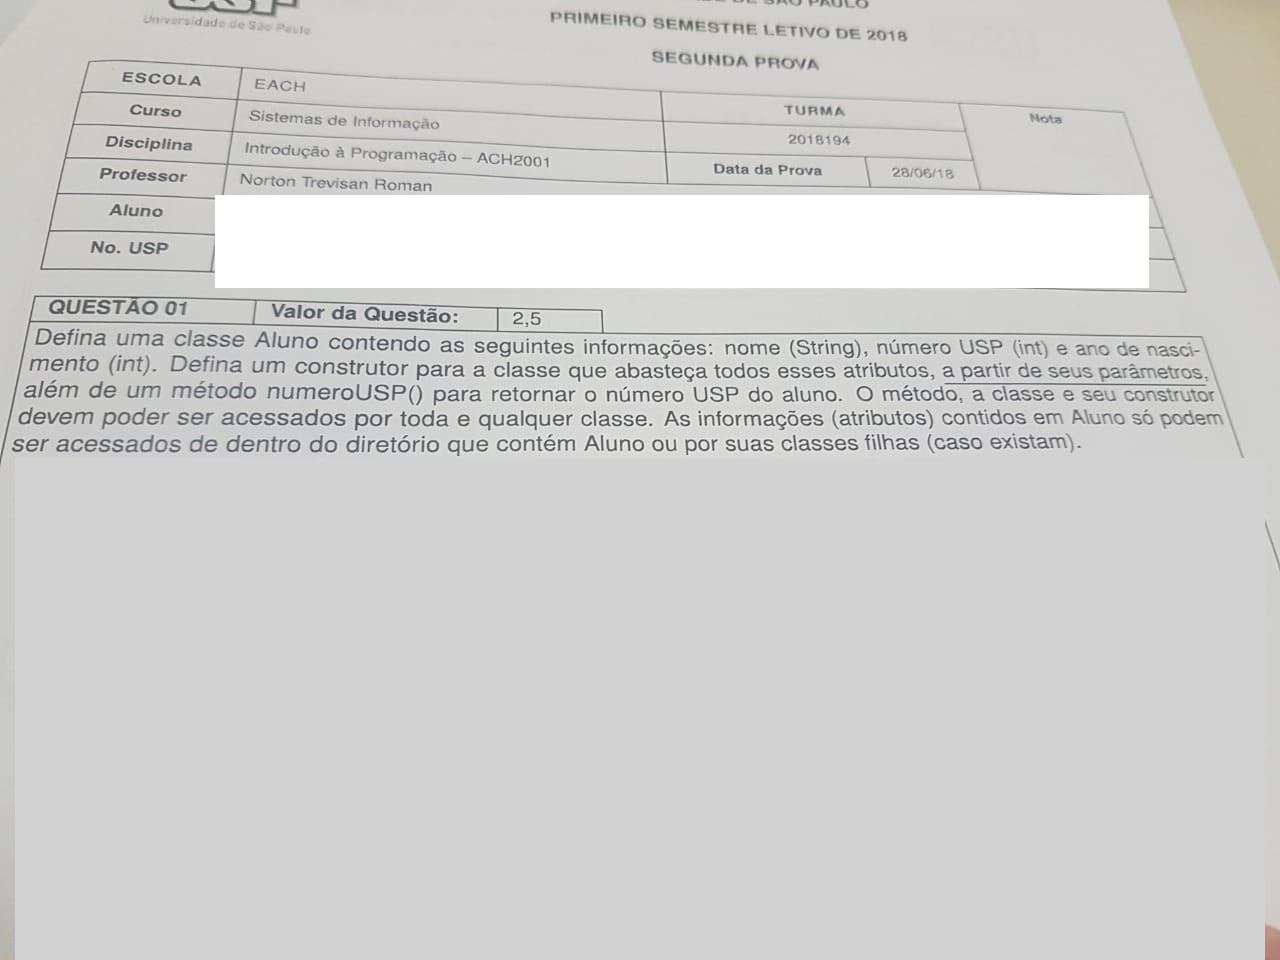 Universidade de São Paulo
PRIMEIRO SEMESTRE LETIVO DE 2018
SEGUNDA PROVA
ESCOLA EACH TURMA Nota
Curso Sistemas de Informação 2018194
Disciplina Introdução à Programação – ACH2001 Data da Prova 28/06/18
Professor Norton Trevisan Roman
Aluno
No. USP
QUESTÃO 01 Valor da Questão: 2,5
Defina uma classe Aluno contendo as seguintes informações: nome (String), número USP (int) e ano de nasci-
mento (int). Defina um construtor para a classe que abasteça todos esses atributos, a partir de seus parâmetros,
além de um método numeroUSP() para retornar o número USP do aluno. O método, a classe e seu construtor
devem poder ser acessados por toda e qualquer classe. As informações (atributos) contidos em Aluno só podem
ser acessados de dentro do diretório que contém Aluno ou por suas classes filhas (caso existam).